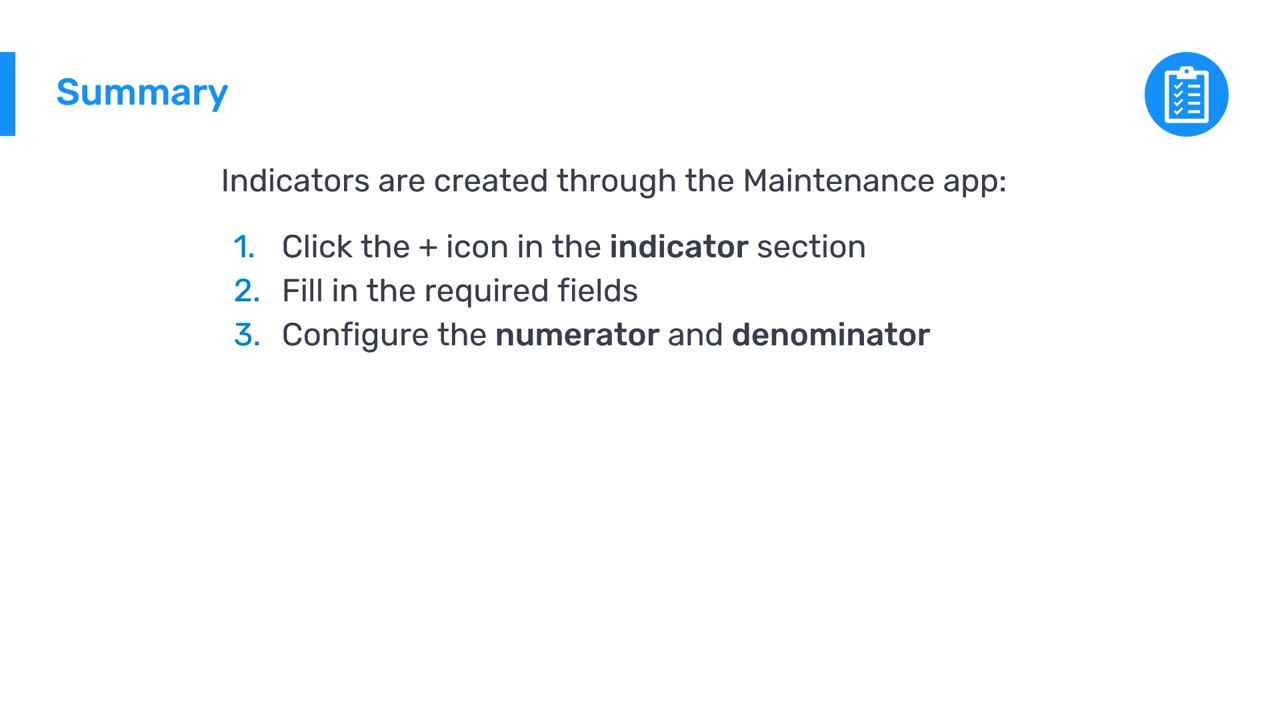 Summary
Indicators are created through the Maintenance app:
1. Click the + icon in the indicator section
2. Fill in the required fields
3. Configure the numerator and denominator